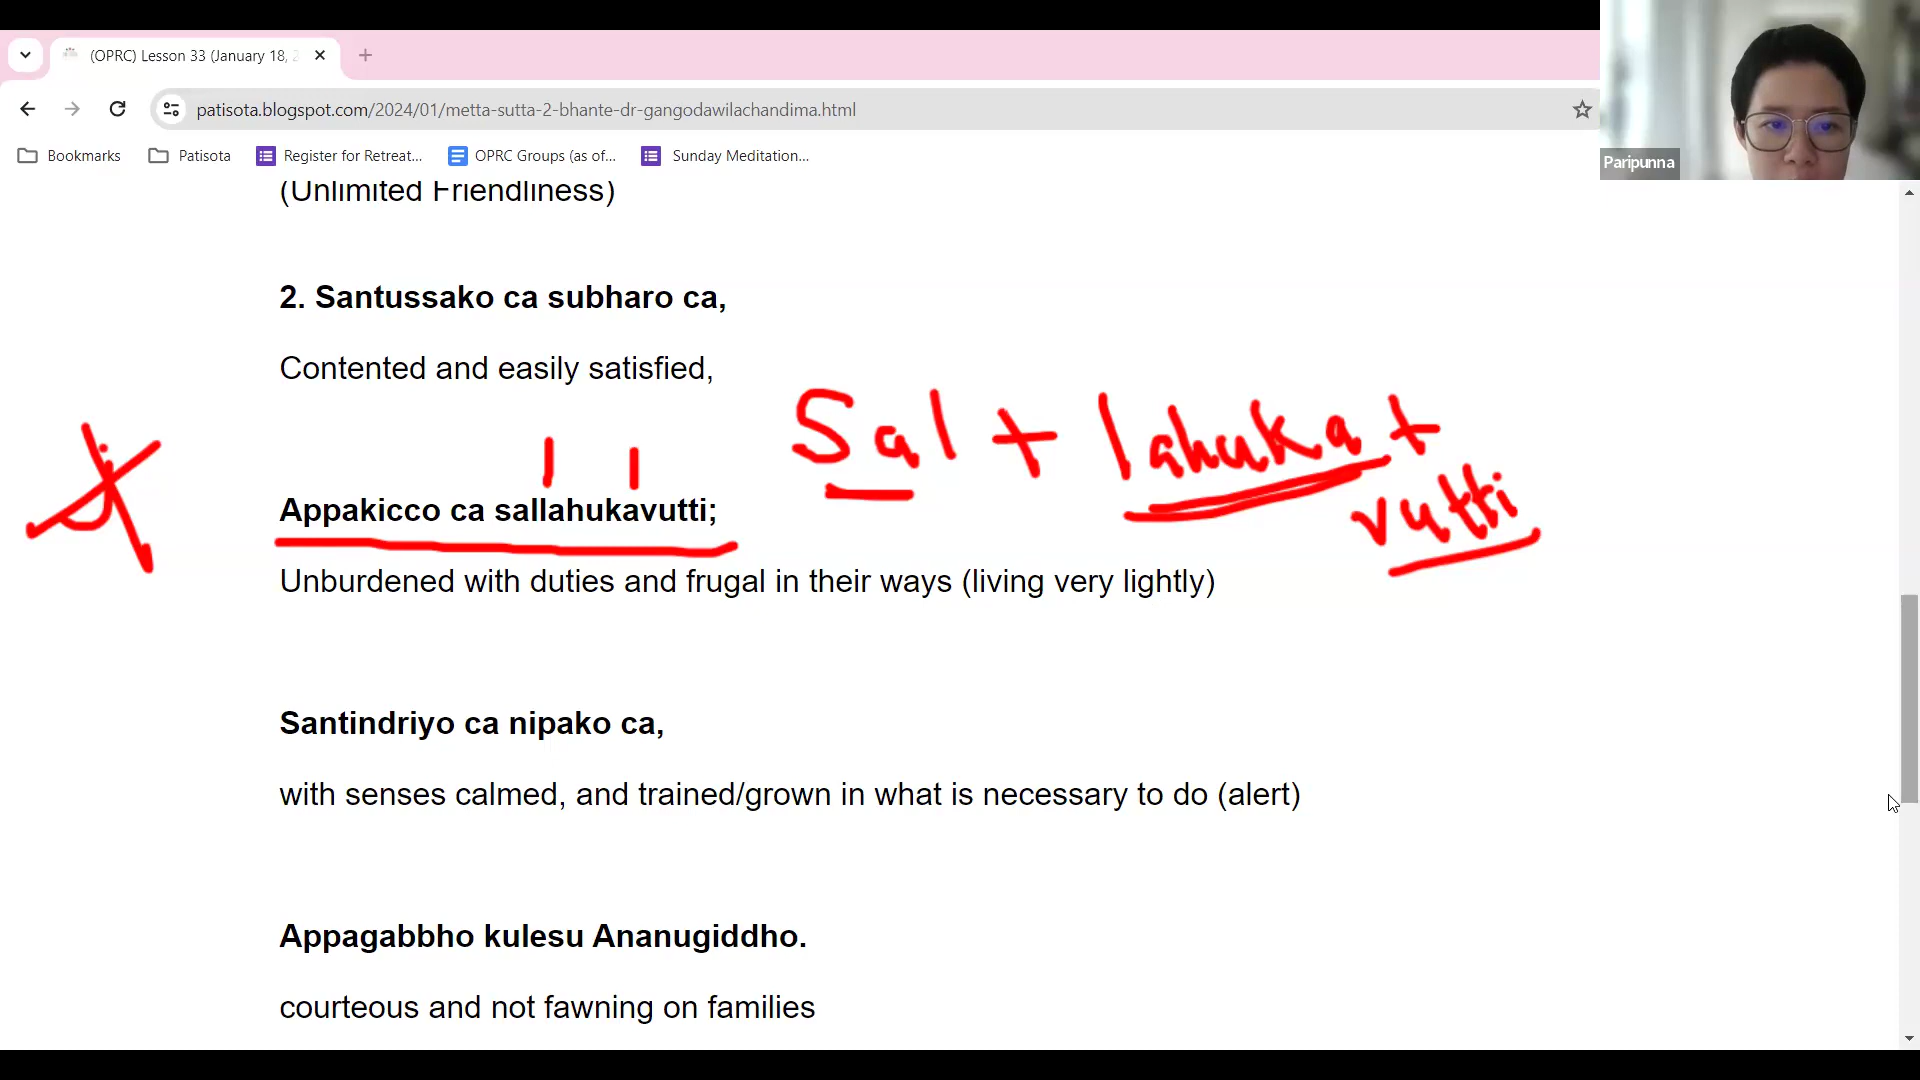 (OPRC) Lesson 33 (January 18, 2
patisota.blogspot.com/2024/01/metta-sutta-2-bhante-dr-gangodawilachandima.html
Bookmarks Patisota Register for Retreat... OPRC Groups (as of... Sunday Meditation...
Paripunna
(Unlimited Friendliness)
2. Santussako ca subharo ca,
Contented and easily satisfied,
Sal + lahuka +
vutti
Appakicco ca sallahukavutti;
Unburdened with duties and frugal in their ways (living very lightly)
Santindriyo ca nipako ca,
with senses calmed, and trained/grown in what is necessary to do (alert)
Appagabbho kulesu Ananugiddho.
courteous and not fawning on families